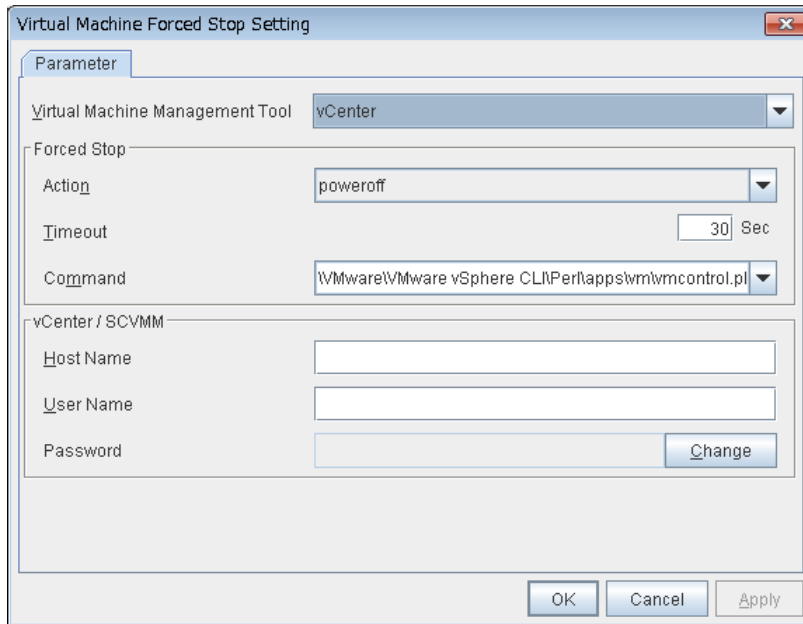 Virtual Machine Forced Stop Setting
Parameter
Virtual Machine Management Tool vCenter
Forced Stop
Action poweroff
Timeout 30 Sec
Command \VMware\VMware vSphere CLI\Perl\apps\vm\vmcontrol.pl
vCenter / SCVMM
Host Name
User Name
Password Change
OK Cancel Apply